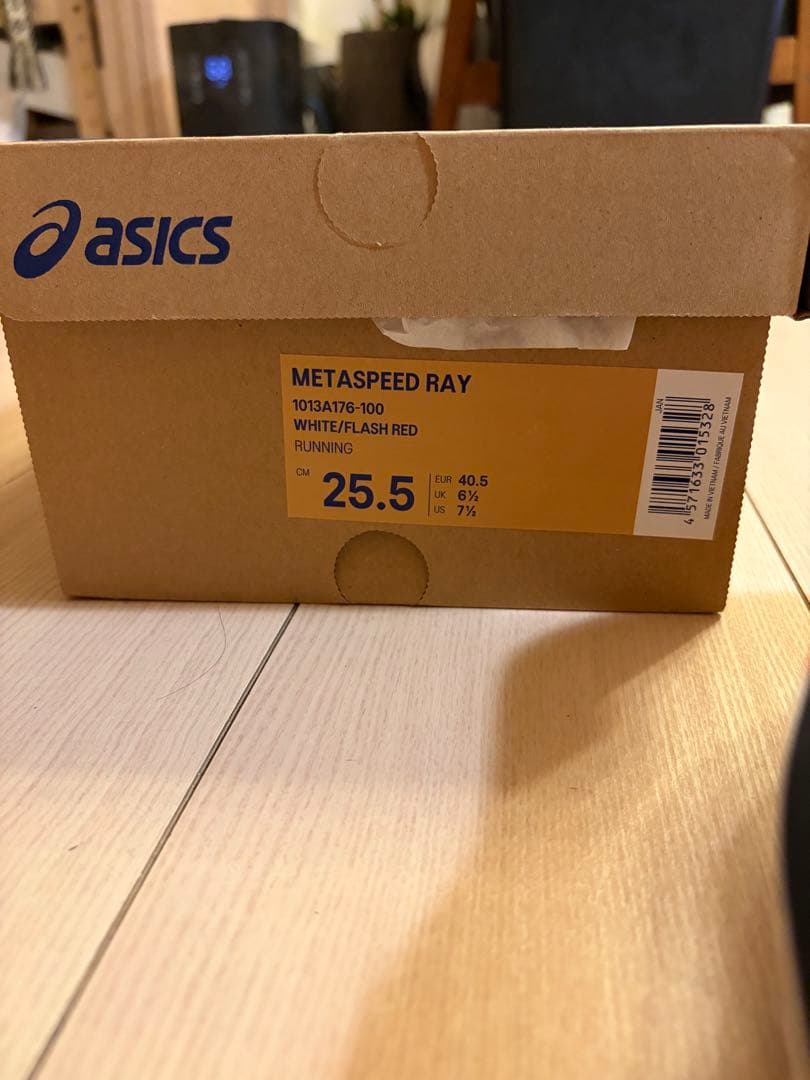 asics
METASPEED RAY
1013A176-100
WHITE/FLASH RED
RUNNING
CM
25.5
EUR 40.5
UK 6½
US 7½
JAN
4 571633 015328
MADE IN VIETNAM / FABRIQUÉ AU VIETNAM